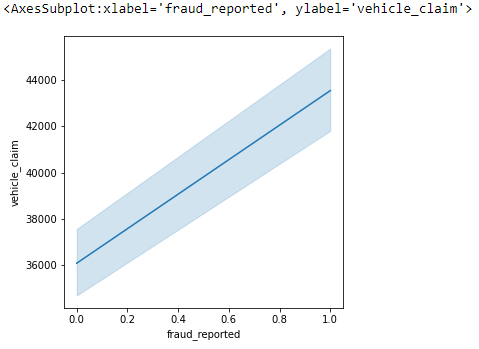 <AxesSubplot:xlabel='fraud_reported', ylabel='vehicle_claim'>
44000
42000
40000
38000
36000
vehicle_claim
0.0 0.2 0.4 0.6 0.8 1.0
fraud_reported